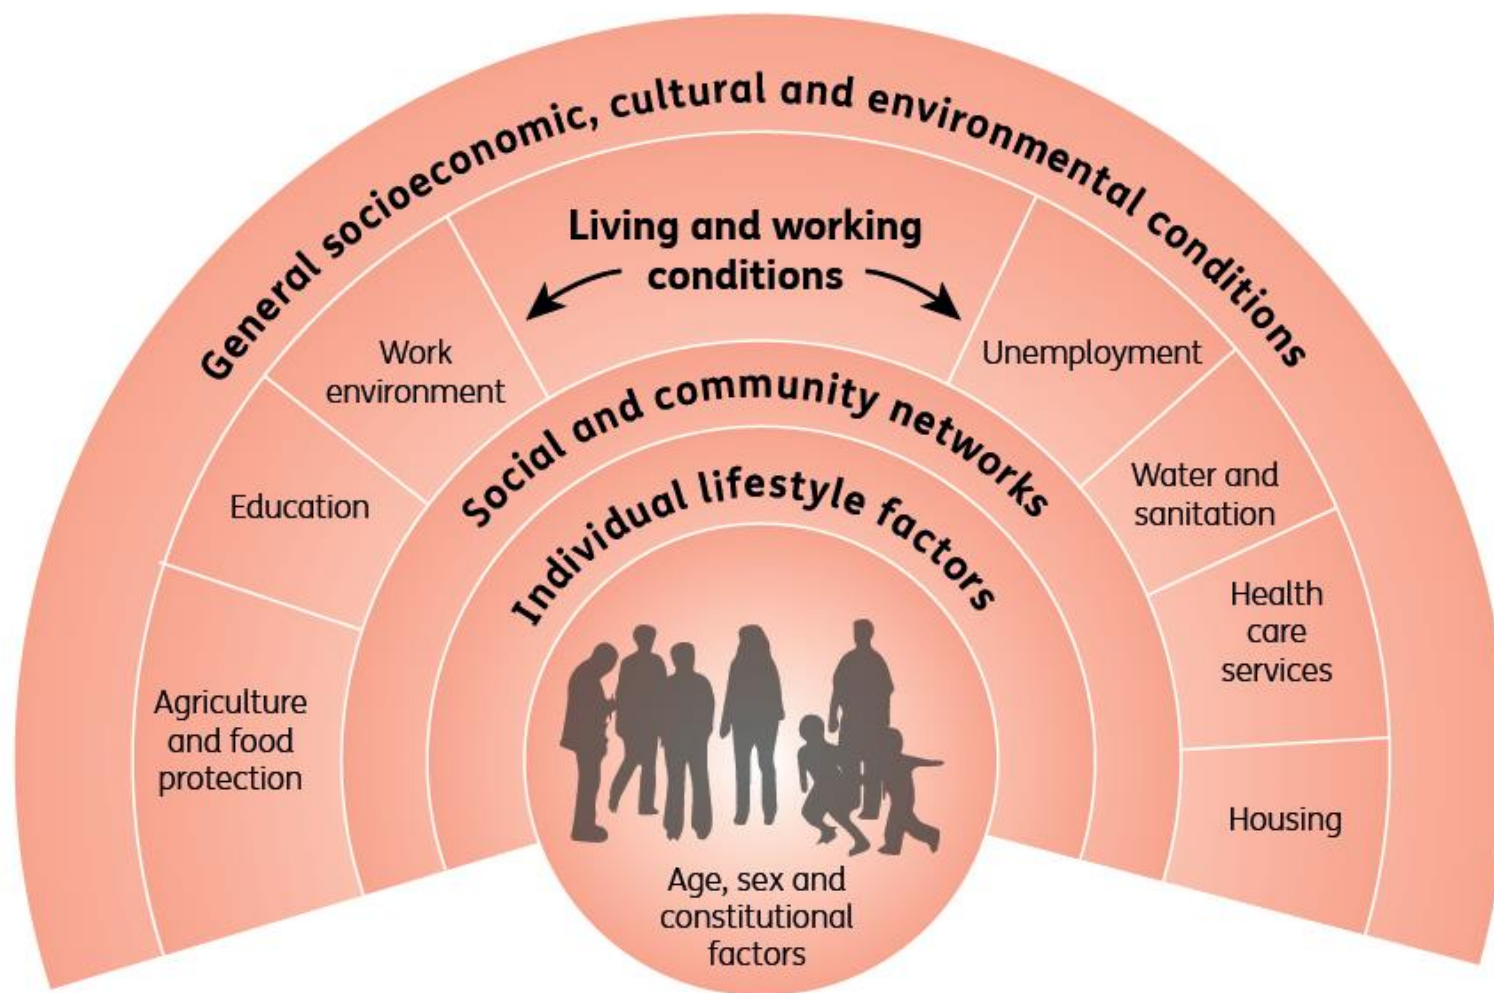 General socioeconomic, cultural and environmental conditions
Living and working
conditions
Work
environment
Unemployment
Social and community networks
Education
Water and
sanitation
Individual lifestyle factors
Health
care
services
Agriculture
and food
protection
Housing
Age, sex and
constitutional
factors